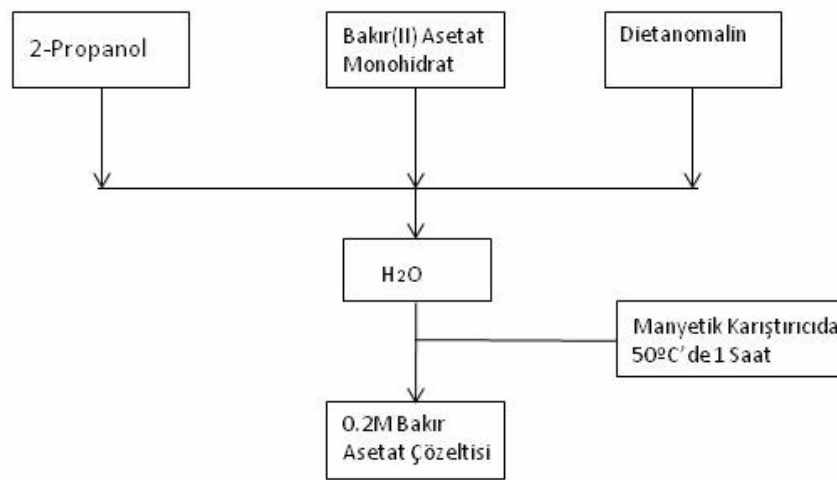 2-Propanol
Bakır(II) Asetat
Monohidrat
Dietanomalin
H2O
Manyetik Karıştırıcıda
50ºC'de 1 Saat
0.2M Bakır
Asetat Çözeltisi